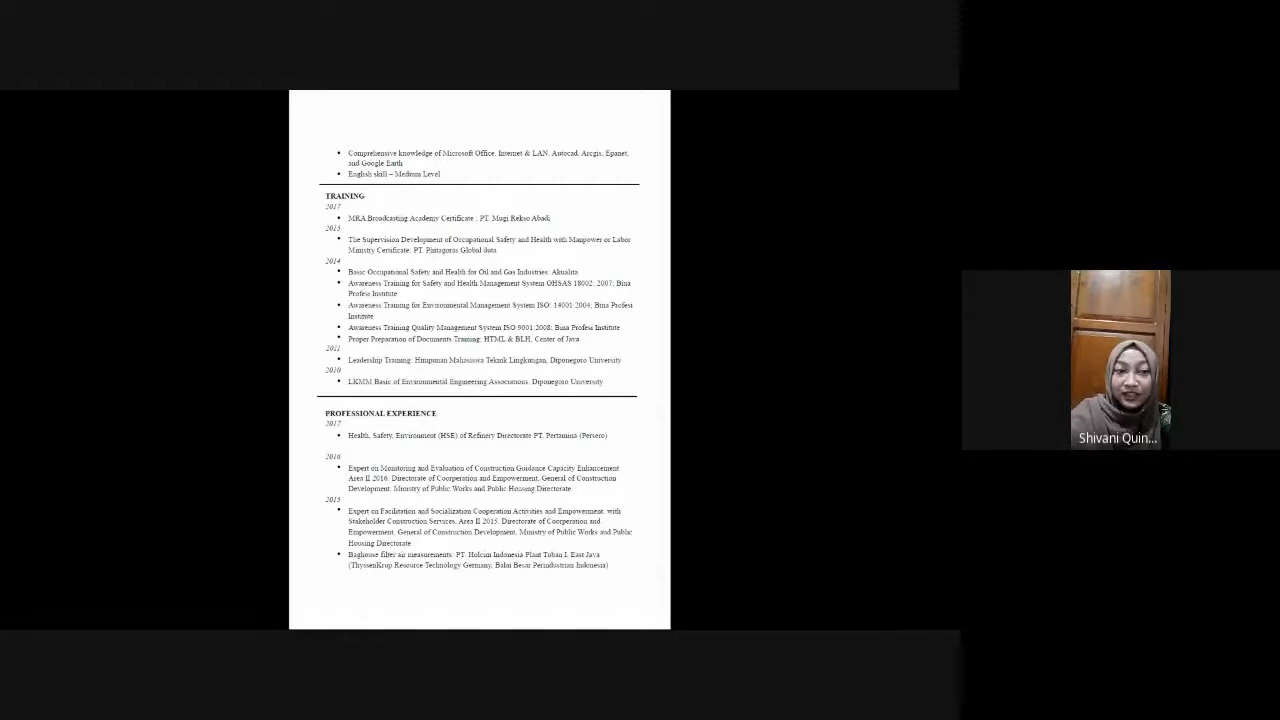 • Comprehensive knowledge of Microsoft Office, Internet & LAN, Autocad, Arcgis, Epanet,
and Google Earth
• English skill – Medium Level
TRAINING
2017
• MRA Broadcasting Academy Certificate : PT. Mugi Rekso Abadi
2015
• The Supervision Development of Occupational Safety and Health with Manpower or Labor
Ministry Certificate: PT. Phitagoras Global duta
2014
• Basic Occupational Safety and Health for Oil and Gas Industries: Akualita
• Awareness Training for Safety and Health Management System OHSAS 18002: 2007; Bina
Profesi Institute
• Awareness Training for Environmental Management System ISO: 14001:2004; Bina Profesi
Institute
• Awareness Training Quality Management System ISO 9001:2008; Bina Profesi Institute
• Proper Preparation of Documents Training: HTML & BLH, Center of Java
2011
• Leadership Training: Himpunan Mahasiswa Teknik Lingkungan, Diponegoro University
2010
• LKMM Basic of Environmental Engineering Associations, Diponegoro University
PROFESSIONAL EXPERIENCE
2017
• Health, Safety, Environment (HSE) of Refinery Directorate PT. Pertamina (Persero)
2016
• Expert on Monitoring and Evaluation of Construction Guidance Capacity Enhancement
Area II 2016, Directorate of Coorperation and Empowerment, General of Construction
Development, Ministry of Public Works and Public Housing Directorate
2015
• Expert on Facilitation and Socialization Cooperation Activities and Empowerment, with
Stakeholder Construction Services, Area II 2015, Directorate of Coorperation and
Empowerment, General of Construction Development, Ministry of Public Works and Public
Housing Directorate
• Baghouse filter air measurements: PT. Holcim Indonesia Plant Tuban I, East Java
(ThyssenKrup Resource Technology Germany, Balai Besar Perindustrian Indonesia)
Shivani Quin...